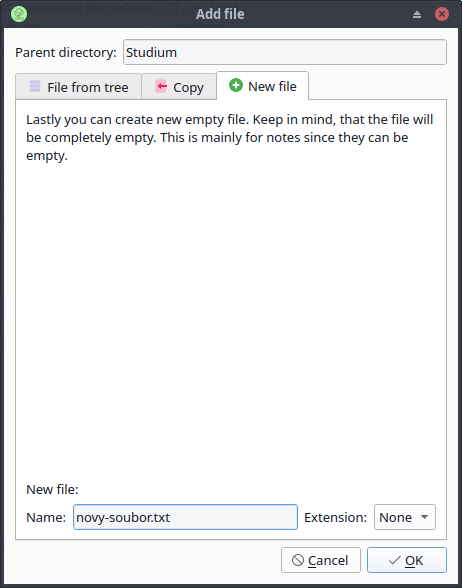 Add file
Parent directory: Studium
File from tree Copy New file
Lastly you can create new empty file. Keep in mind, that the file will
be completely empty. This is mainly for notes since they can be
empty.
New file:
Name: novy-soubor.txt Extension: None
Cancel OK